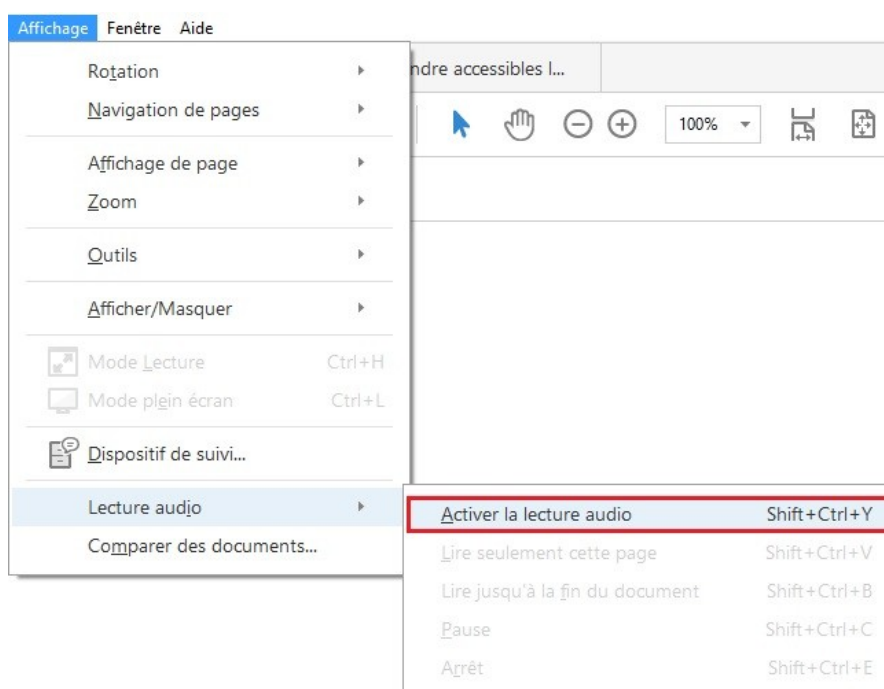 Affichage Fenêtre Aide
Rotation
ndre accessibles l...
Navigation de pages
100%
Affichage de page
Zoom
Outils
Afficher/Masquer
Mode Lecture Ctrl+H
Mode plein écran Ctrl+L
Dispositif de suivi...
Lecture audio
Activer la lecture audio Shift+Ctrl+Y
Comparer des documents...
Lire seulement cette page Shift+Ctrl+V
Lire jusqu'à la fin du document Shift+Ctrl+B
Pause Shift+Ctrl+C
Arrêt Shift+Ctrl+E